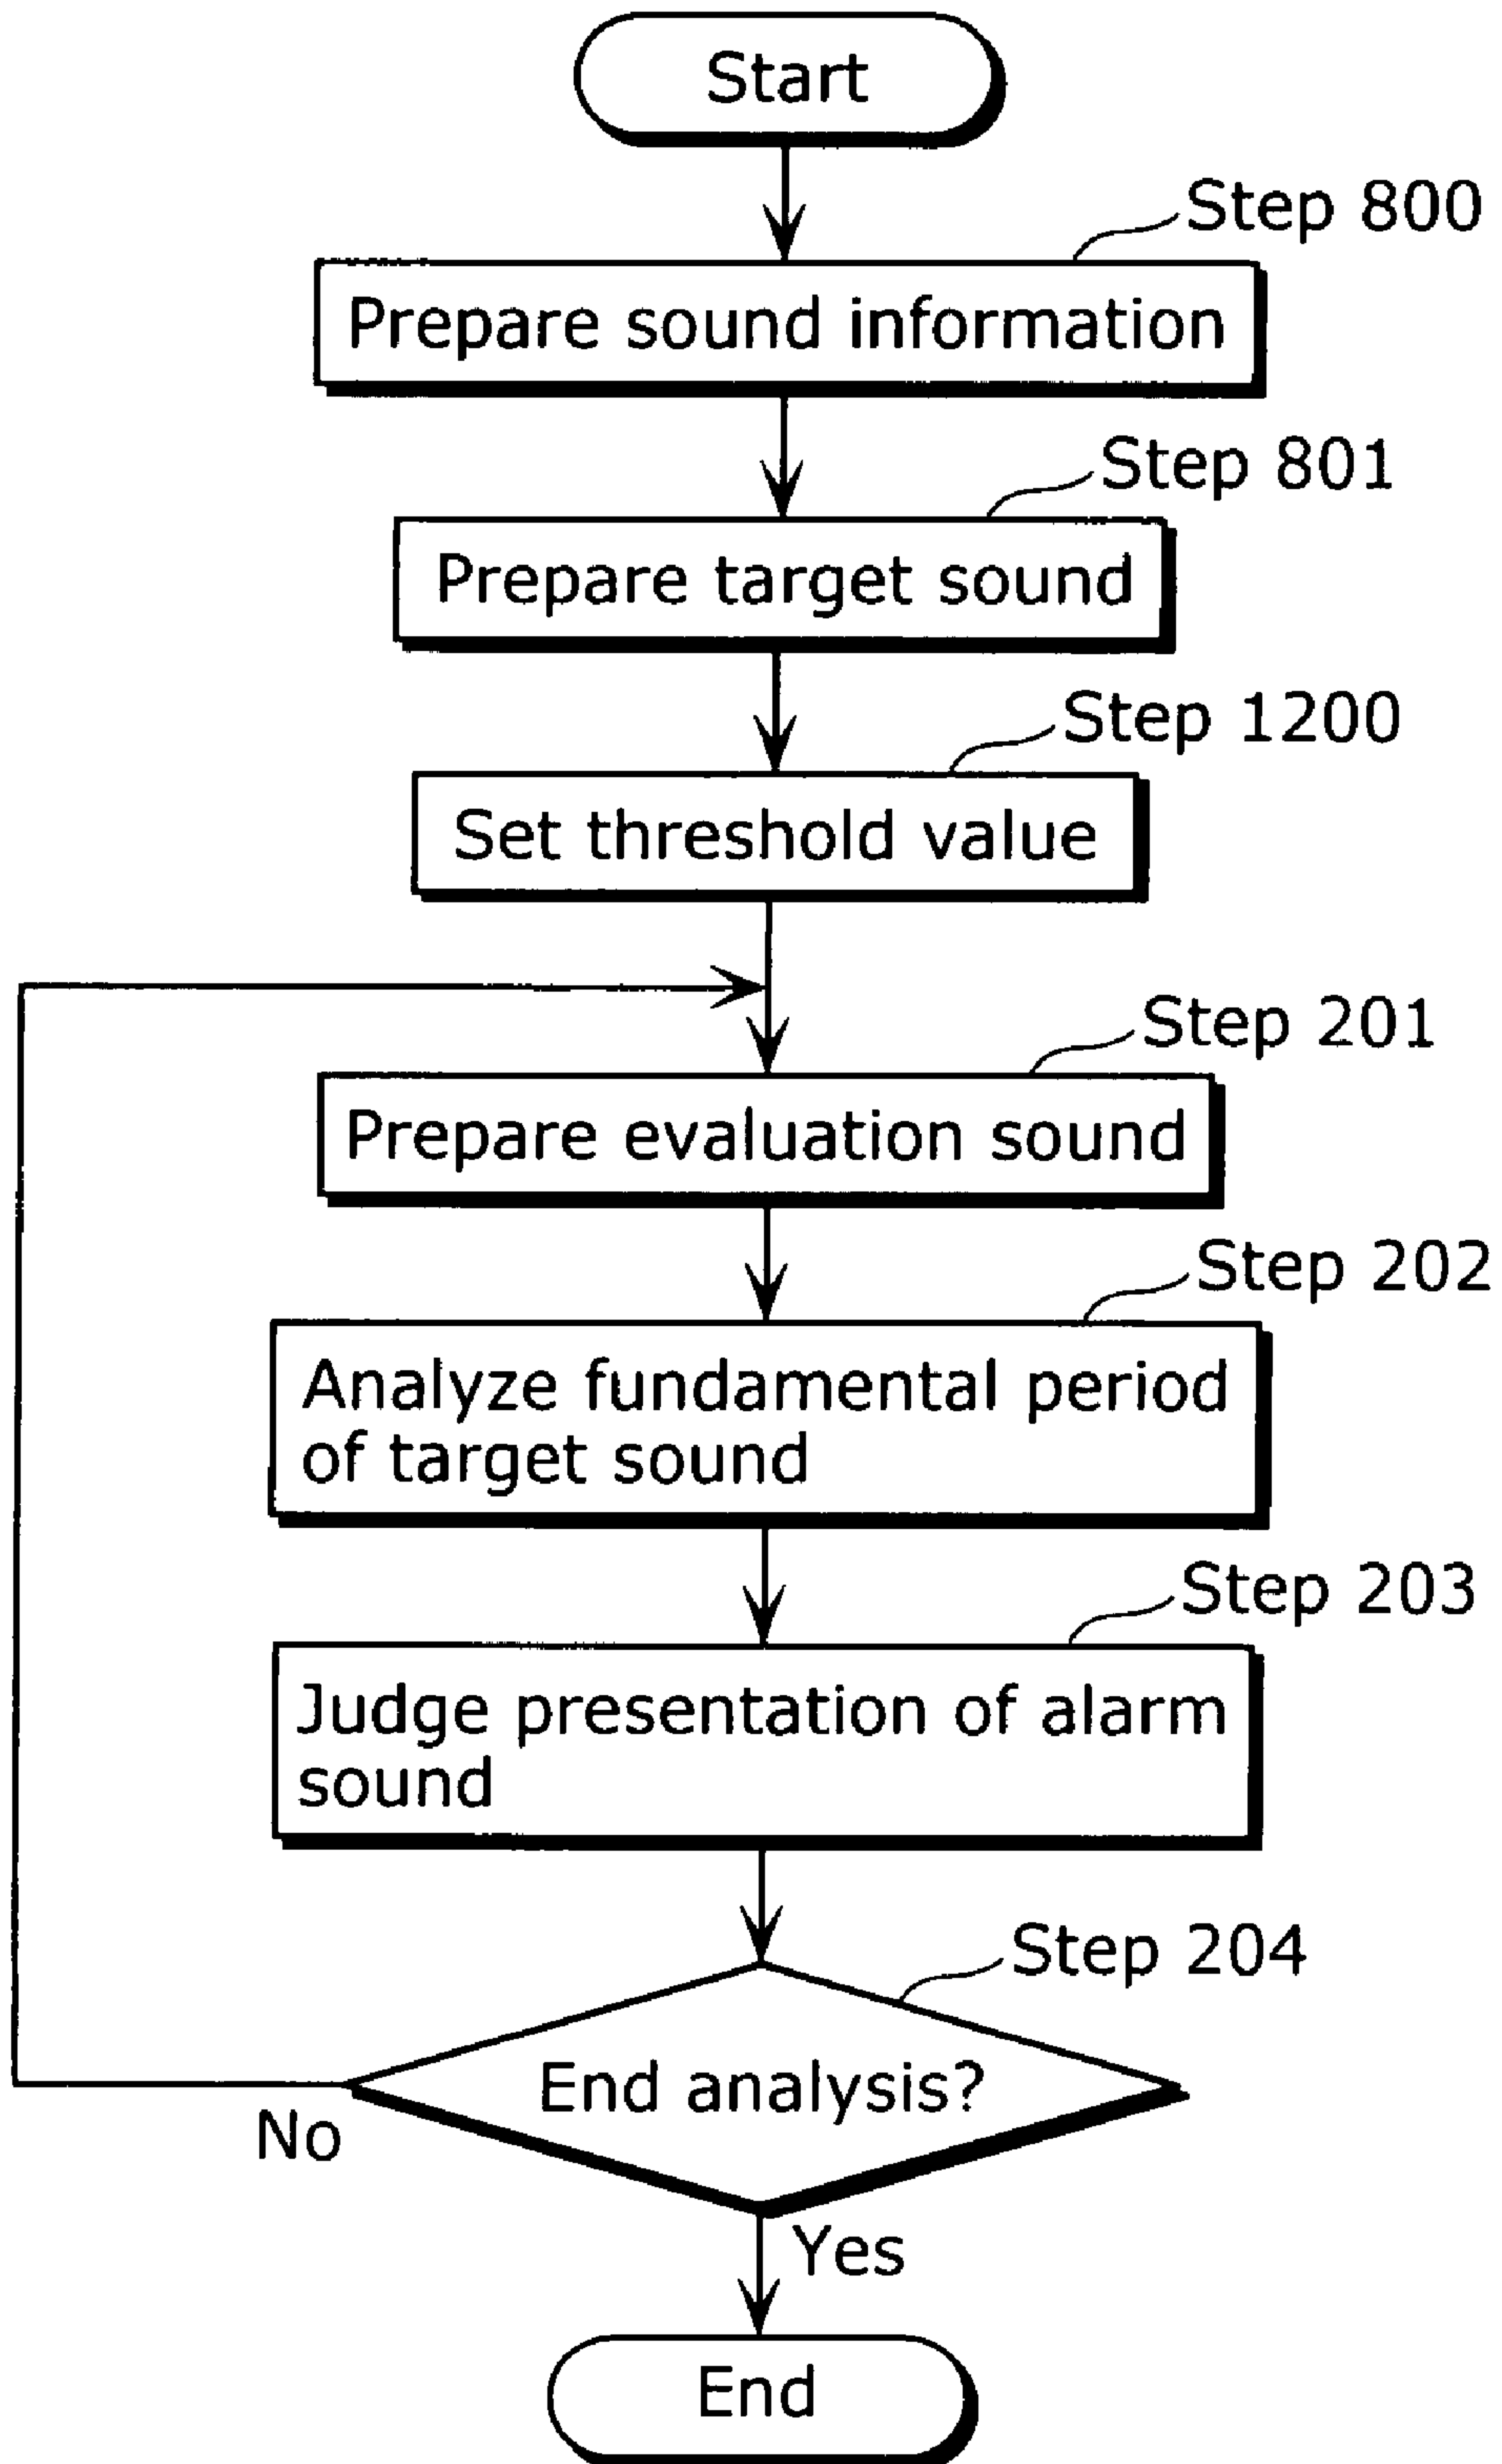 Start
Step 800
Prepare sound information
Step 801
Prepare target sound
Step 1200
Set threshold value
Step 201
Prepare evaluation sound
Step 202
Analyze fundamental period
of target sound
Step 203
Judge presentation of alarm
sound
Step 204
End analysis?
No
Yes
End